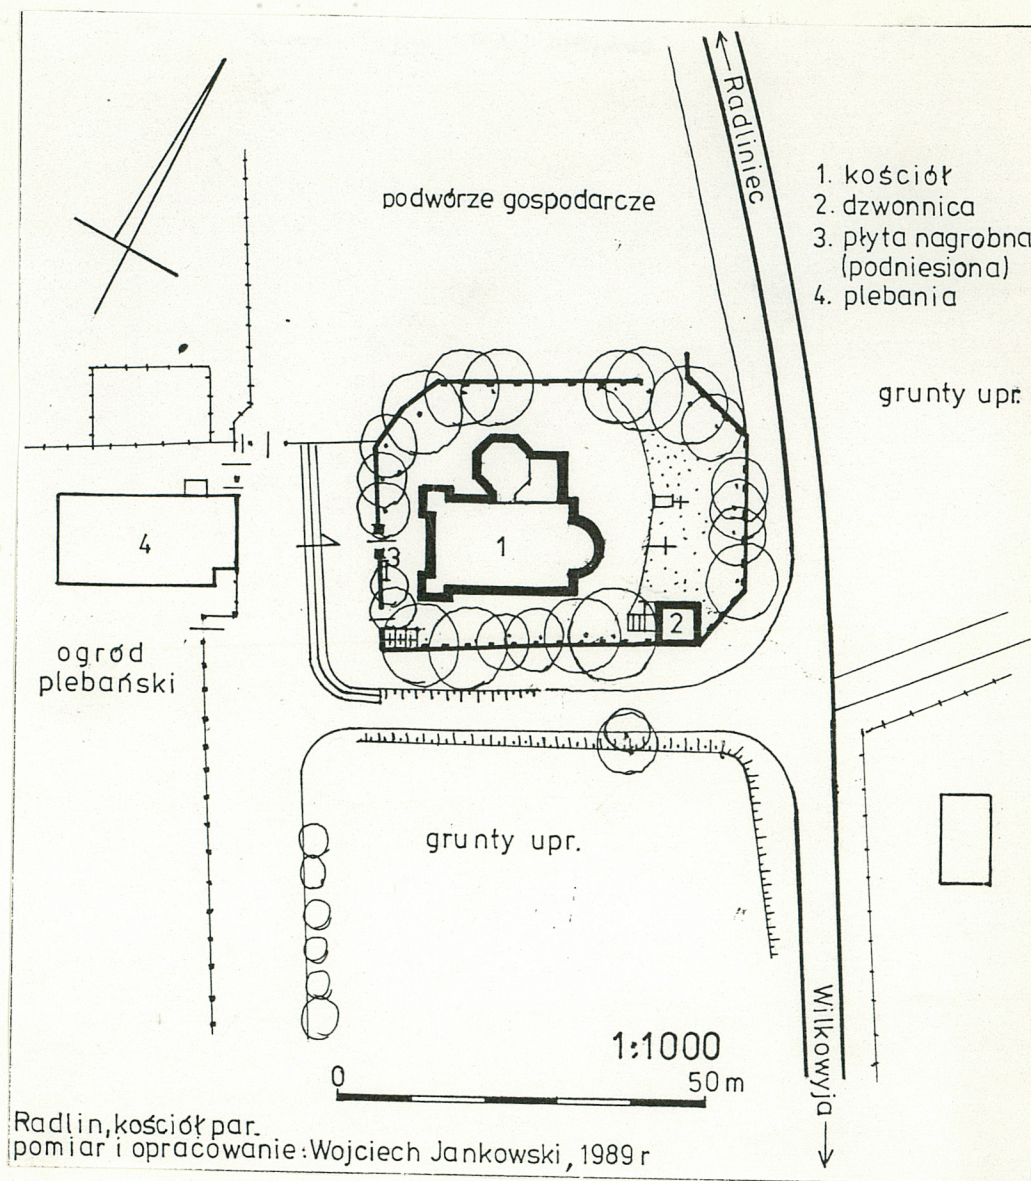 Radliniec
podwórze gospodarcze
1. kościół
2. dzwonnica
3. płyta nagrobna
(podniesiona)
4. plebania
grunty upr.
4
3
1
2
ogród
plebański
grunty upr.
1:1000
0
50 m
Wilkowyja
Radlin, kościół par.
pomiar i opracowanie: Wojciech Jankowski, 1989 r